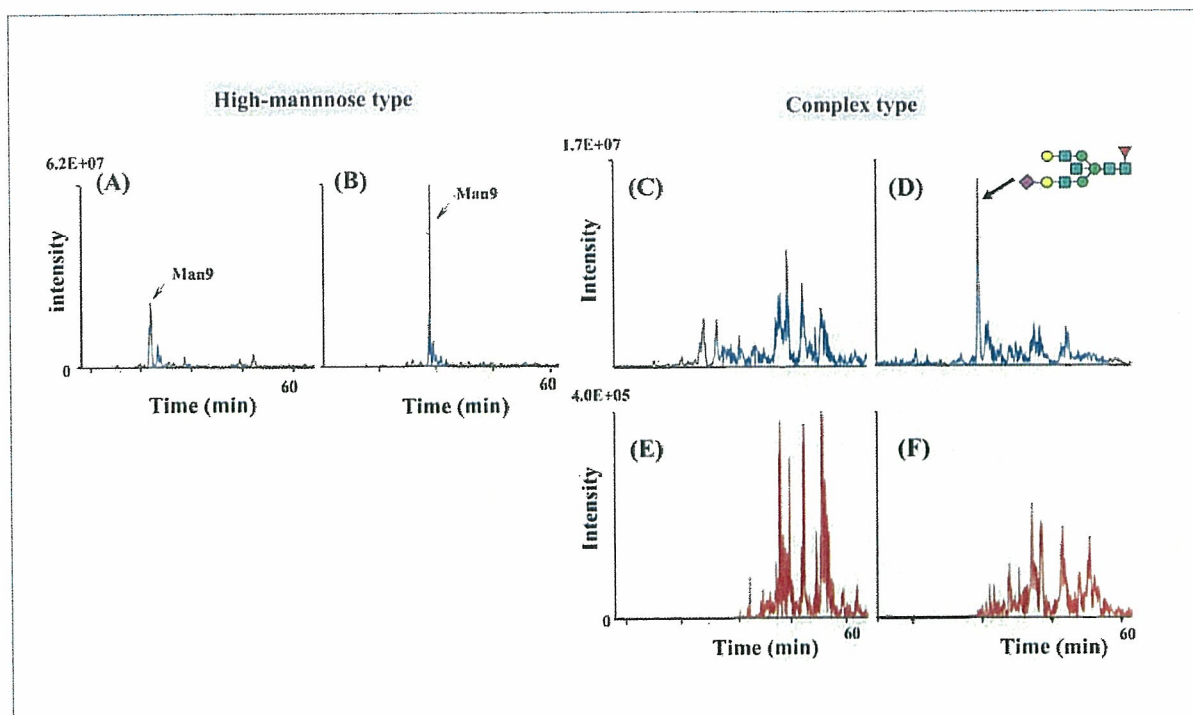 High-mannnose type
Complex type
6.2E+07
(A)
Man9
intensity
0
60
Time (min)
(B)
Man9
60
Time (min)
1.7E+07
(C)
Intensity
(D)
4.0E+05
(E)
Intensity
0
60
Time (min)
(F)
60
Time (min)